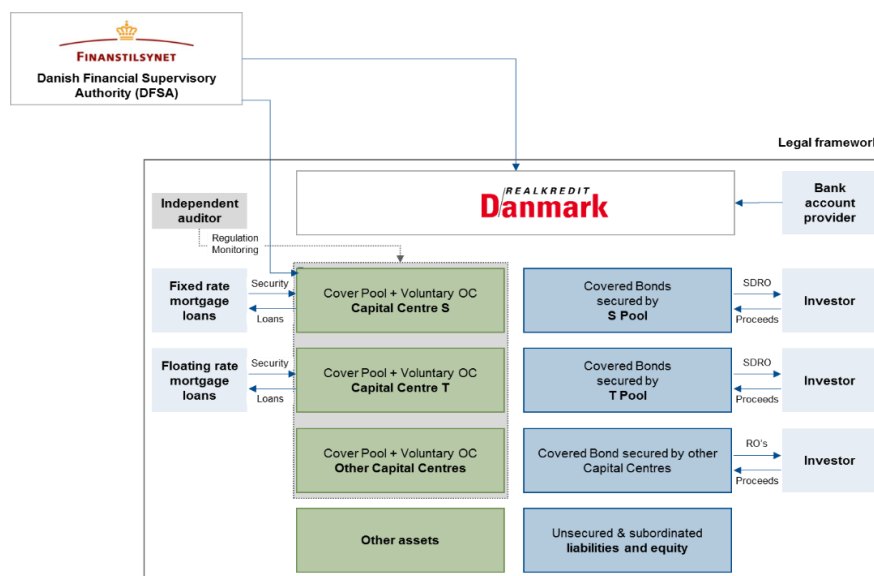 FINANSTILSYNET
Danish Financial Supervisory
Authority (DFSA)
Legal framework
REALKREDIT
Danmark
Bank
account
provider
Independent
auditor
Regulation
Monitoring
Fixed rate
mortgage
loans
Security
Loans
Cover Pool + Voluntary OC
Capital Centre S
Covered Bonds
secured by
S Pool
SDRO
Proceeds
Investor
Floating rate
mortgage
loans
Security
Loans
Cover Pool + Voluntary OC
Capital Centre T
Covered Bonds
secured by
T Pool
SDRO
Proceeds
Investor
Cover Pool + Voluntary OC
Other Capital Centres
Covered Bond secured by other
Capital Centres
RO's
Proceeds
Investor
Other assets
Unsecured & subordinated
liabilities and equity